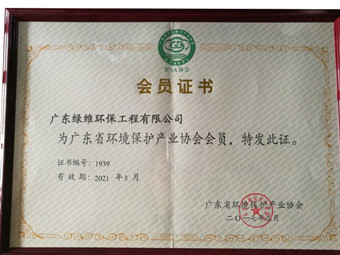 会员证书
广东绿维环保工程有限公司
为广东省环境保护产业协会会员，特发此证。
证书编号：1939
有效期：2021年3月
广东省环境保护产业协会